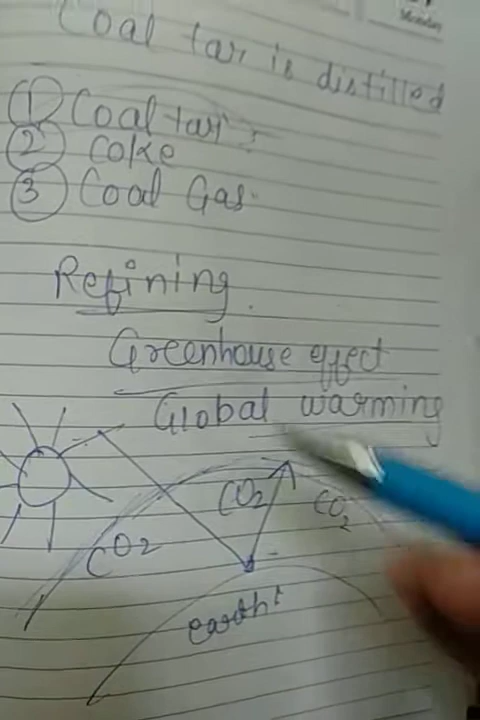 Monday
Coal tar is distilled
① Coal tar
② Coke
③ Coal Gas
Refining
Greenhouse effect
Global warming
CO2 CO2
CO2
earth